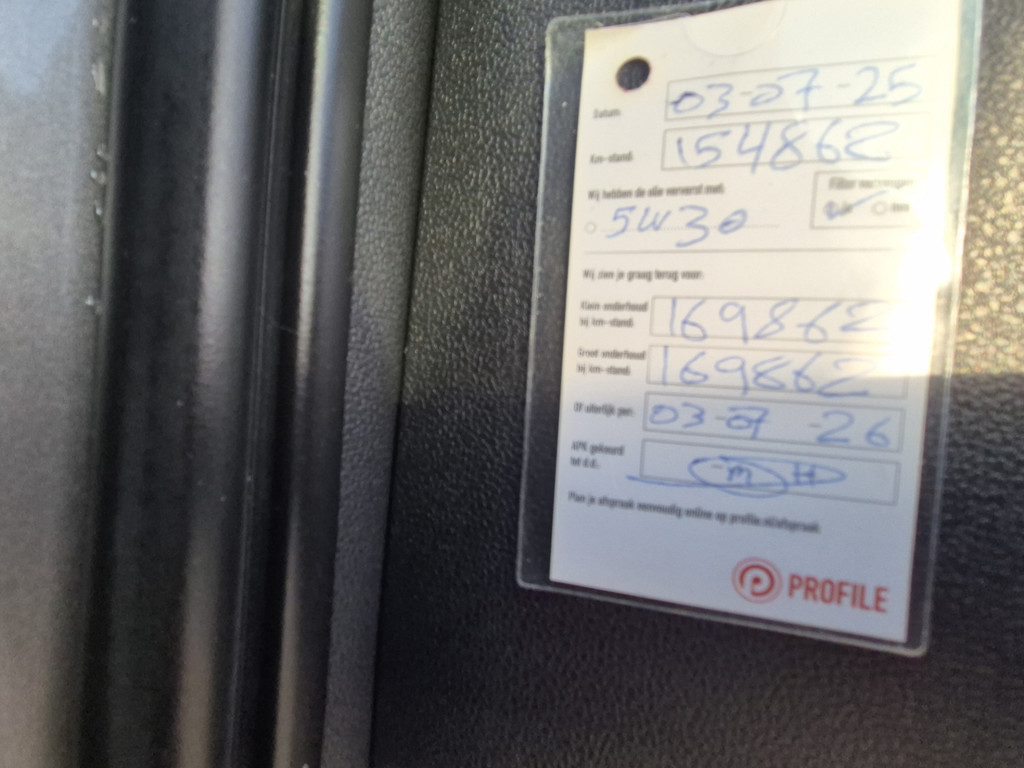 Datum: 03-07-25
Km-stand: 154862
Wij hebben de olie ververst met: Filter vervangen
5W30 ja nee
Wij zien je graag terug voor:
Klein onderhoud
bij km-stand: 169862
Groot onderhoud
bij km-stand: 169862
Of uiterlijk per: 03-07-26
APK gekeurd
tot d.d.:
Plan je afspraak eenvoudig online op profile.nl/afspraak
PROFILE